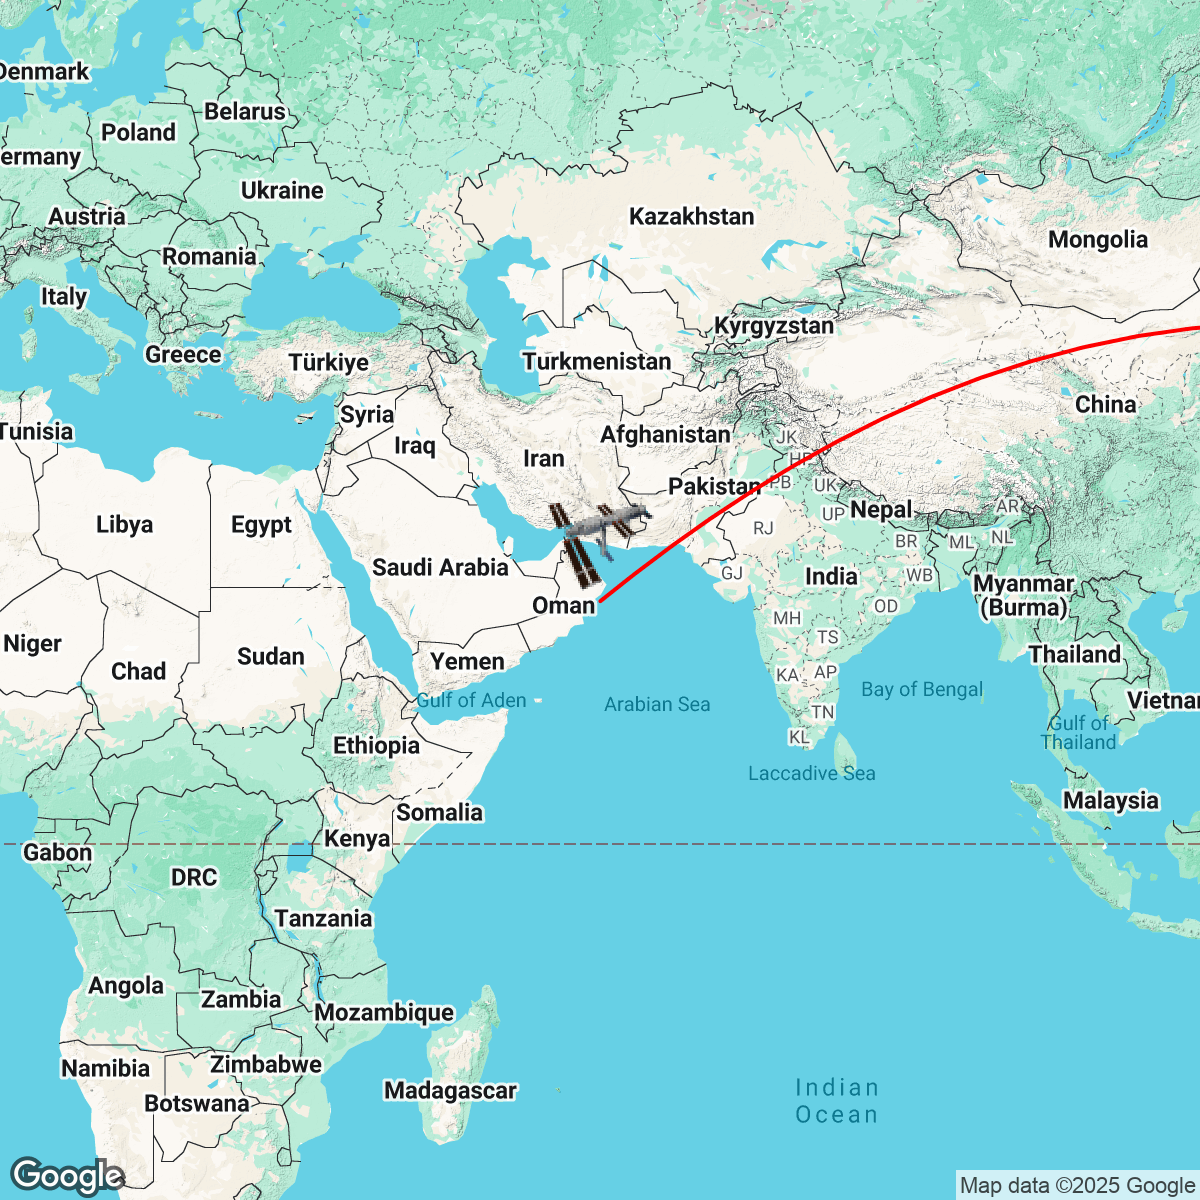 Denmark
Belarus
Poland
ermany
Ukraine
Austria
Kazakhstan
Mongolia
Romania
Italy
Kyrgyzstan
Greece
Türkiye
Turkmenistan
China
Syria
Tunisia
Afghanistan
JK
Iraq
Iran
HP
Pakistan
PB
UK
Nepal
AR
UP
Libya
Egypt
RJ
NL
BR
ML
Saudi Arabia
GJ
India
WB
Myanmar
(Burma)
Oman
OD
MH
Niger
TS
Sudan
Thailand
Yemen
Chad
KA
AP
Bay of Bengal
Gulf of Aden
Arabian Sea
Vietnam
TN
Gulf of
Thailand
KL
Ethiopia
Laccadive Sea
Malaysia
Somalia
Kenya
Gabon
DRC
Tanzania
Angola
Zambia
Mozambique
Namibia
Zimbabwe
Madagascar
Botswana
Indian
Ocean
Google
Map data ©2025 Google